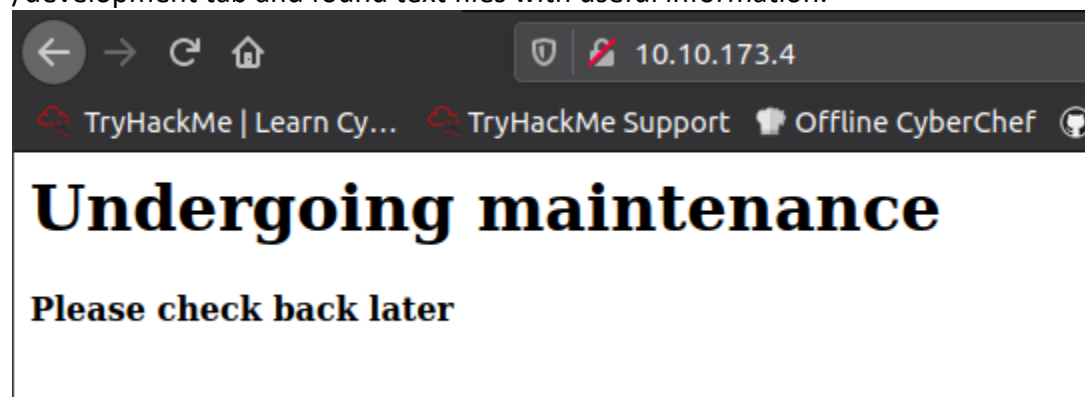 /development tab and found text files with useful information.
10.10.173.4
TryHackMe | Learn Cy… TryHackMe Support Offline CyberChef
Undergoing maintenance
Please check back later